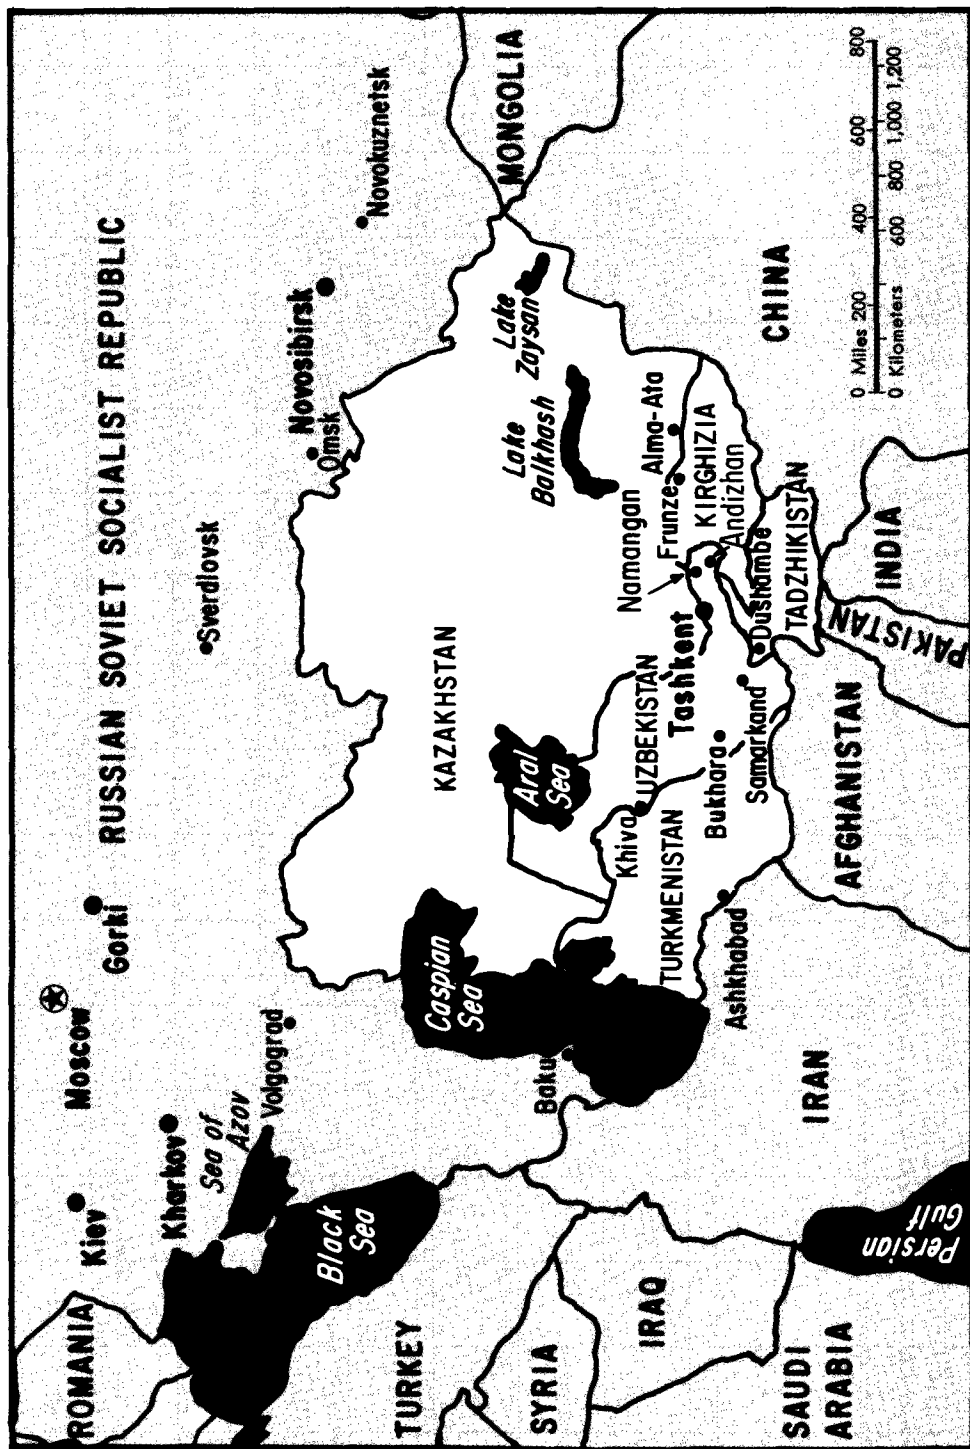 RUSSIAN SOVIET SOCIALIST REPUBLIC
Moscow
Gorki
Kiev
Kharkov
Sverdlovsk
Sea of
Azov
Volgograd
Omsk
Novosibirsk
Novokuznetsk
ROMANIA
Black
Sea
TURKEY
SYRIA
IRAQ
SAUDI
ARABIA
Persian
Gulf
IRAN
Caspian
Sea
Baku
KAZAKHSTAN
Aral
Sea
Lake
Balkhash
Lake
Zaysan
MONGOLIA
CHINA
Khiva
UZBEKISTAN
TURKMENISTAN
Ashkhabad
Bukhara
Samarkand
Tashkent
Namangan
Frunze
Alma-Ata
KIRGHIZIA
Andizhan
Dushambe
TADZHIKISTAN
AFGHANISTAN
PAKISTAN
INDIA
0 Miles 200 400 600 800
0 Kilometers 600 800 1,000 1,200